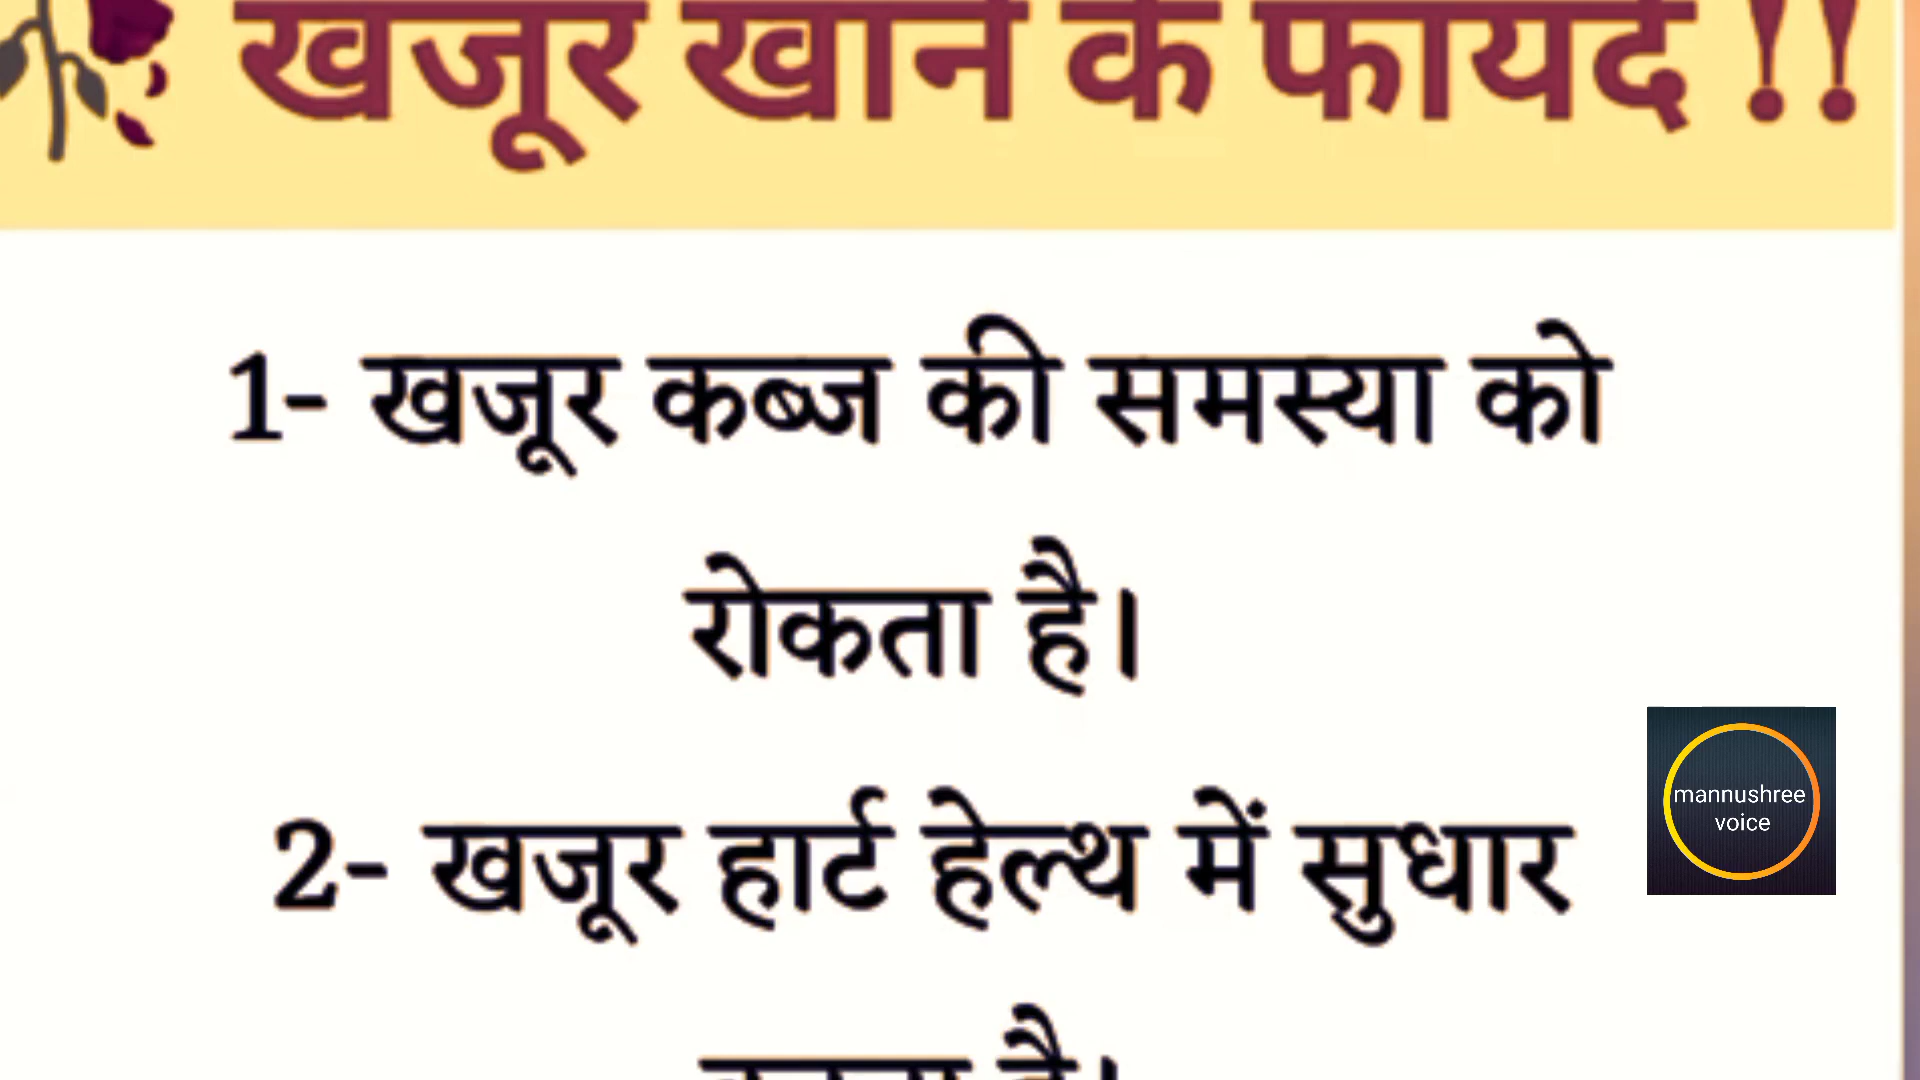 खजूर खाने के फायदे !!
1- खजूर कब्ज की समस्या को
रोकता है।
2- खजूर हार्ट हेल्थ में सुधार
है।
mannushree
voice